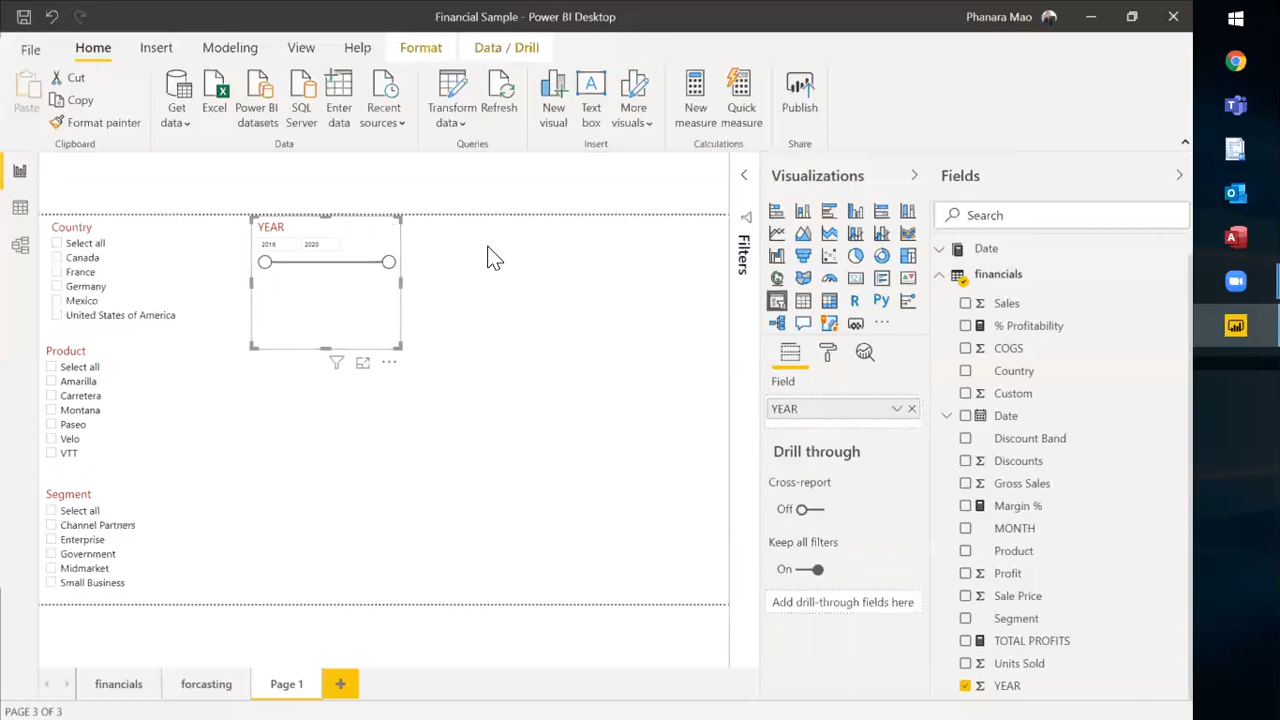 Financial Sample - Power BI Desktop
Phanara Mao
File
Home
Insert
Modeling
View
Help
Format
Data / Drill
Paste
Cut
Copy
Format painter
Clipboard
Get data
Excel
Power BI datasets
SQL Server
Enter data
Recent sources
Data
Transform data
Refresh
Queries
New visual
Text box
More visuals
Insert
New measure
Quick measure
Calculations
Publish
Share
Country
Select all
Canada
France
Germany
Mexico
United States of America
Product
Select all
Amarilla
Carretera
Montana
Paseo
Velo
VTT
Segment
Select all
Channel Partners
Enterprise
Government
Midmarket
Small Business
YEAR
2016 2020
Filters
Visualizations
R
Py
Field
YEAR
Drill through
Cross-report
Off
Keep all filters
On
Add drill-through fields here
Fields
Search
Date
financials
Sales
% Profitability
COGS
Country
Custom
Date
Discount Band
Discounts
Gross Sales
Margin %
MONTH
Product
Profit
Sale Price
Segment
TOTAL PROFITS
Units Sold
YEAR
financials
forcasting
Page 1
PAGE 3 OF 3